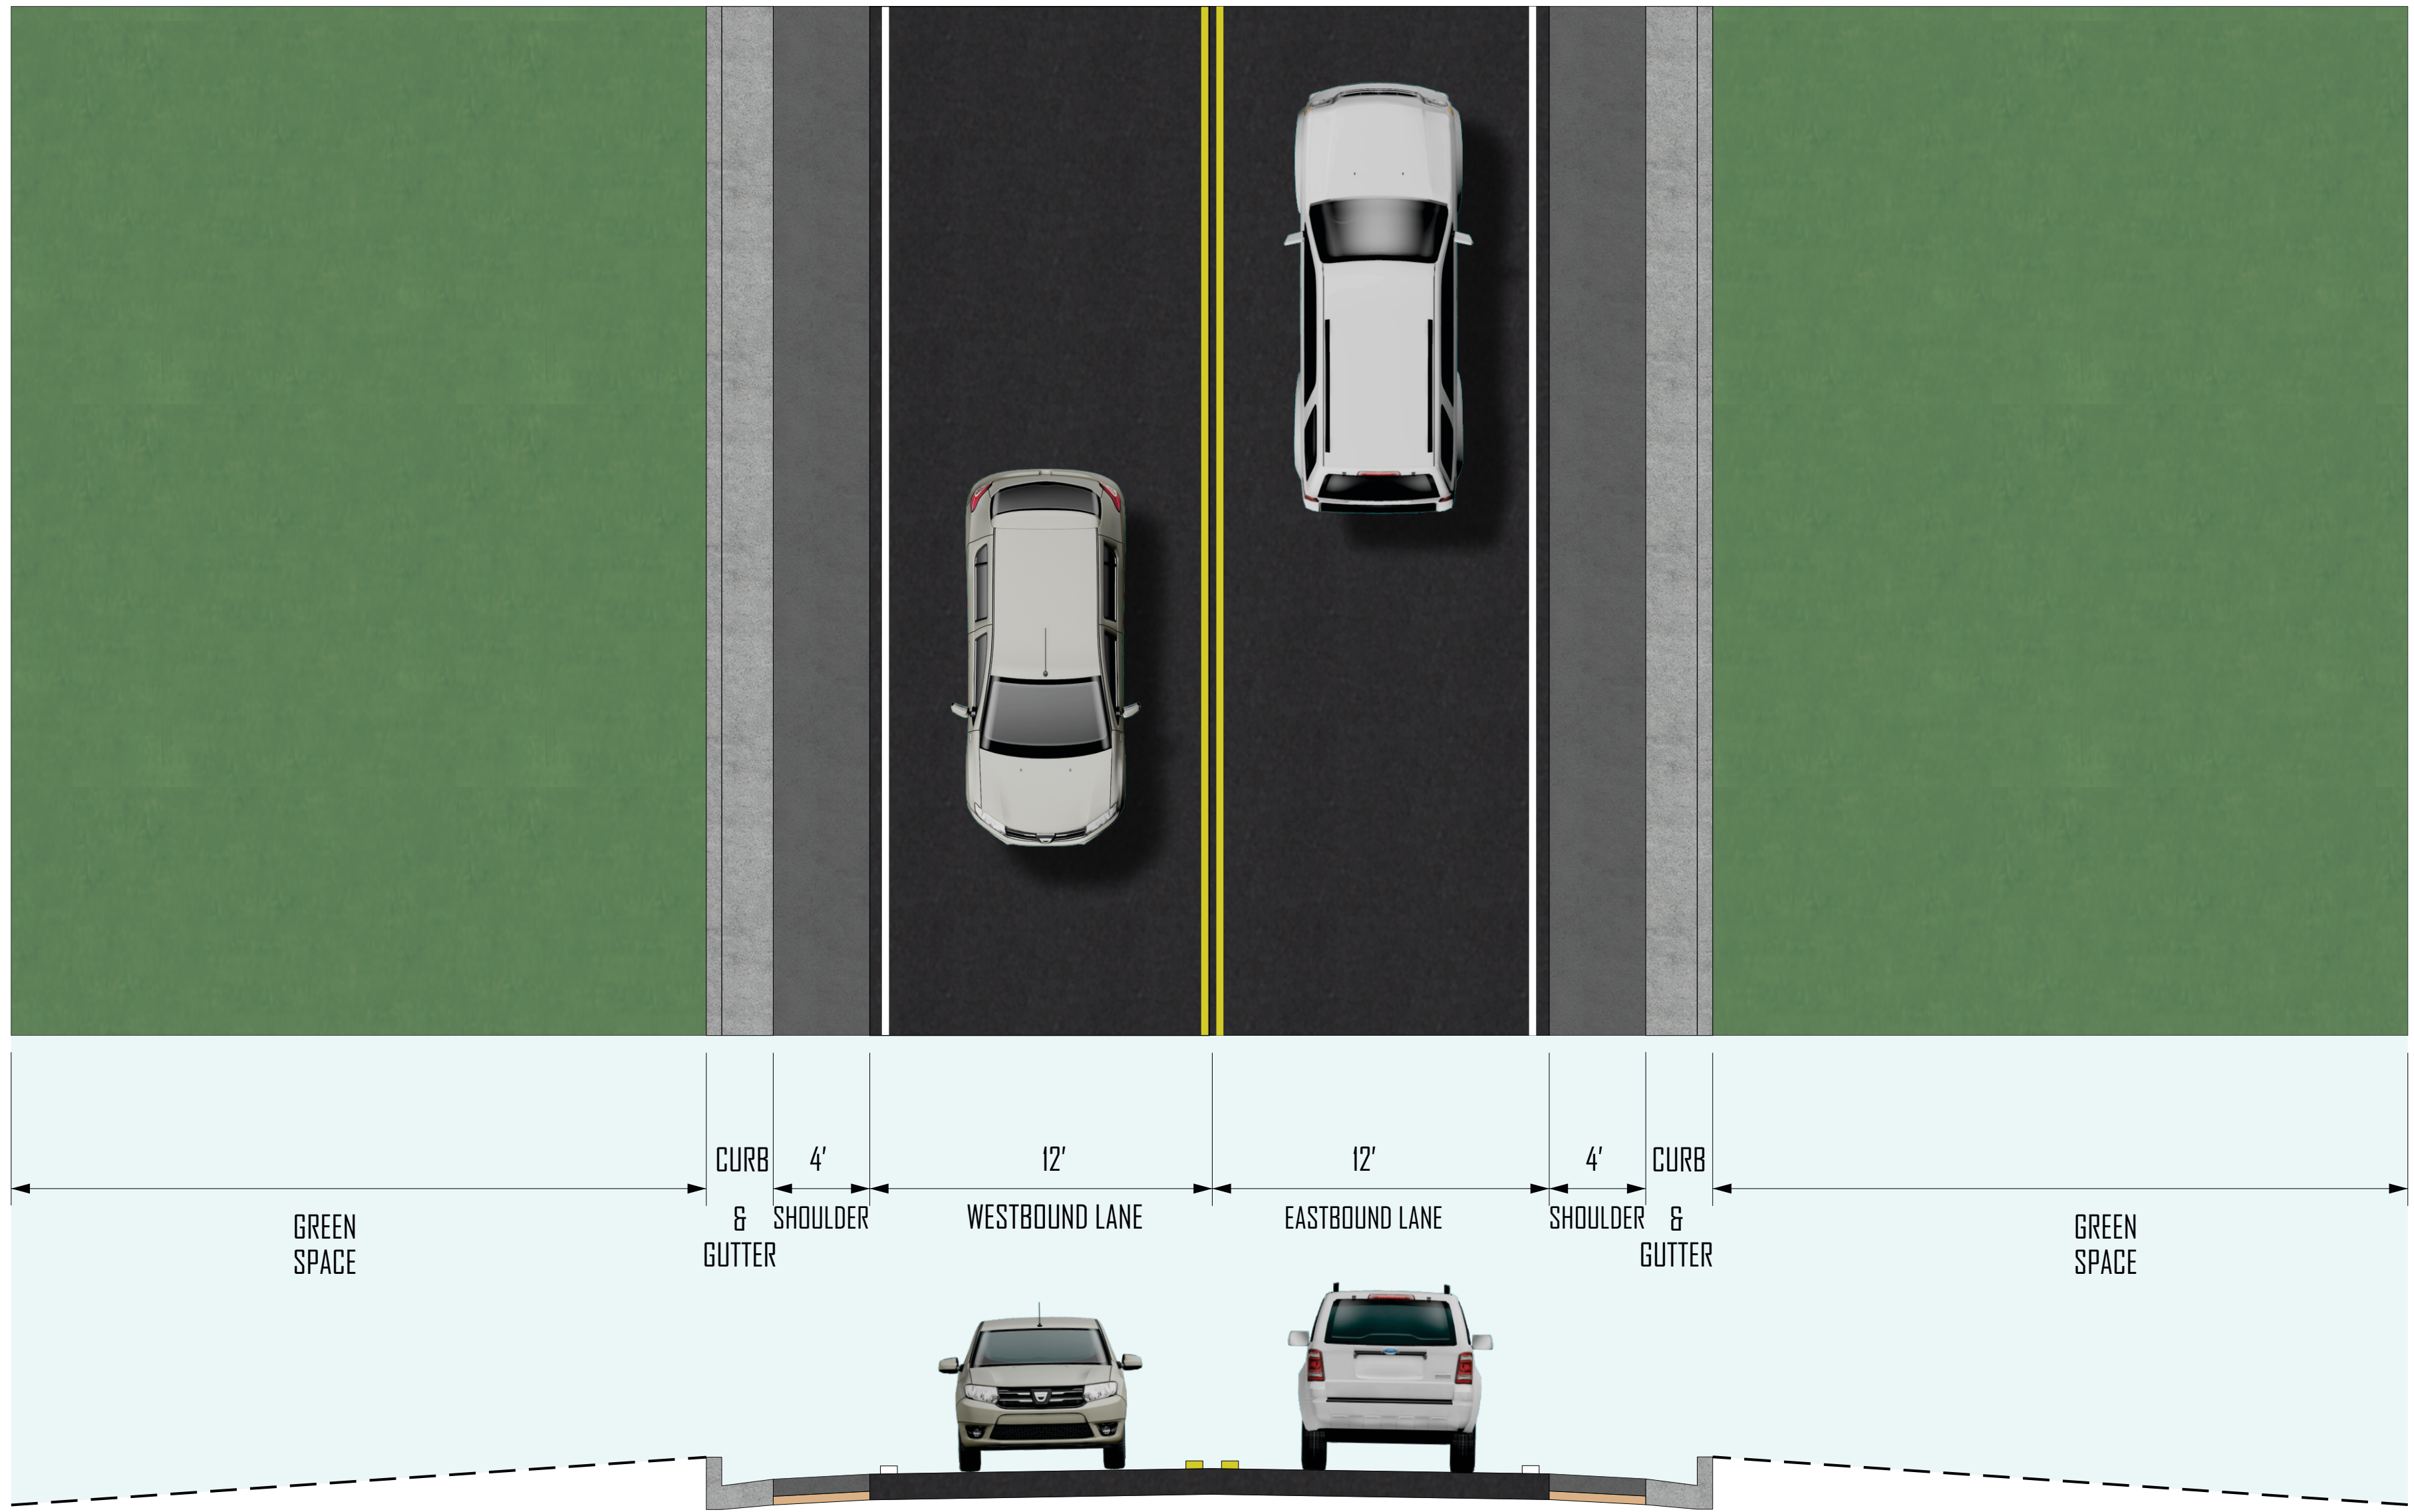 CURB 4' 12' 12' 4' CURB
GREEN SPACE
& GUTTER
SHOULDER
WESTBOUND LANE
EASTBOUND LANE
SHOULDER
& GUTTER
GREEN SPACE